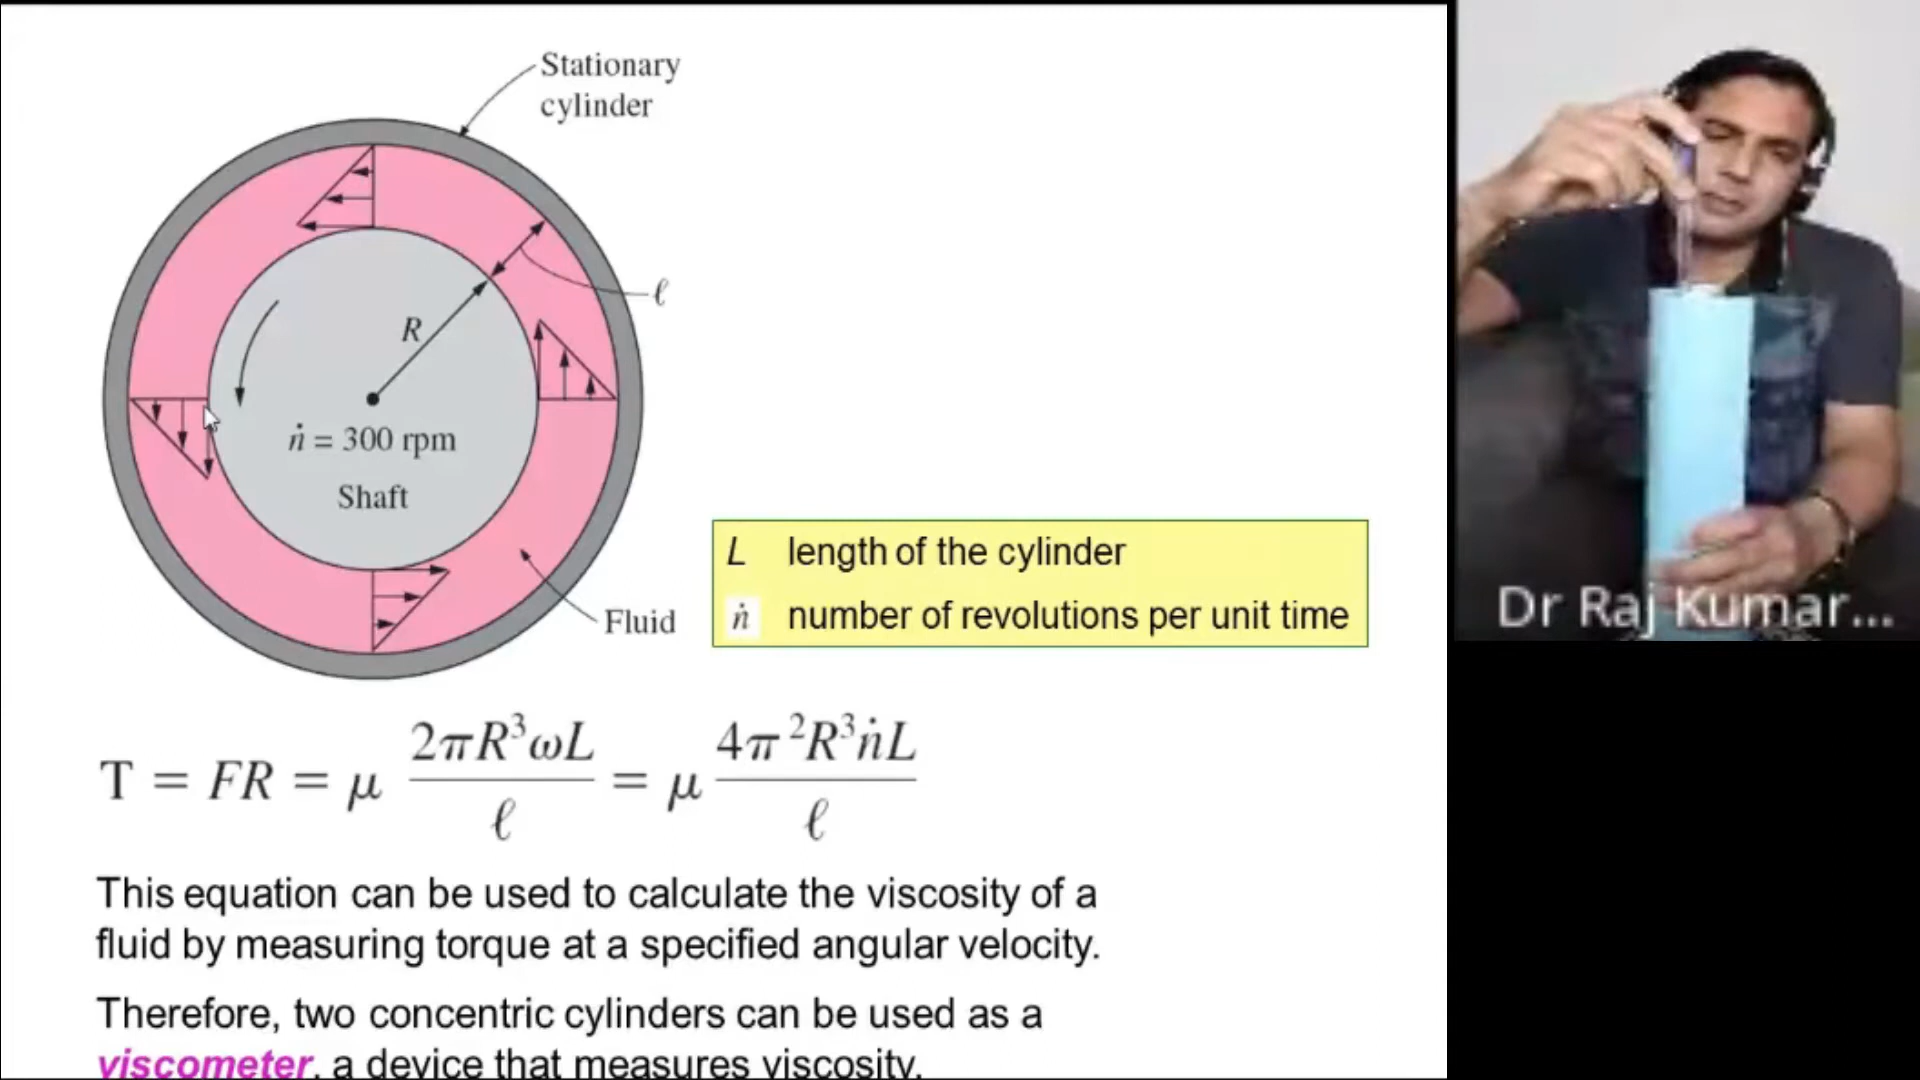 Stationary
cylinder
ℓ
R
ṅ = 300 rpm
Shaft
Fluid
L length of the cylinder
ṅ number of revolutions per unit time
T = FR = μ 2πR³ωL / ℓ = μ 4π²R³ṅL / ℓ
This equation can be used to calculate the viscosity of a
fluid by measuring torque at a specified angular velocity.
Therefore, two concentric cylinders can be used as a
viscometer, a device that measures viscosity.
Dr Raj Kumar...